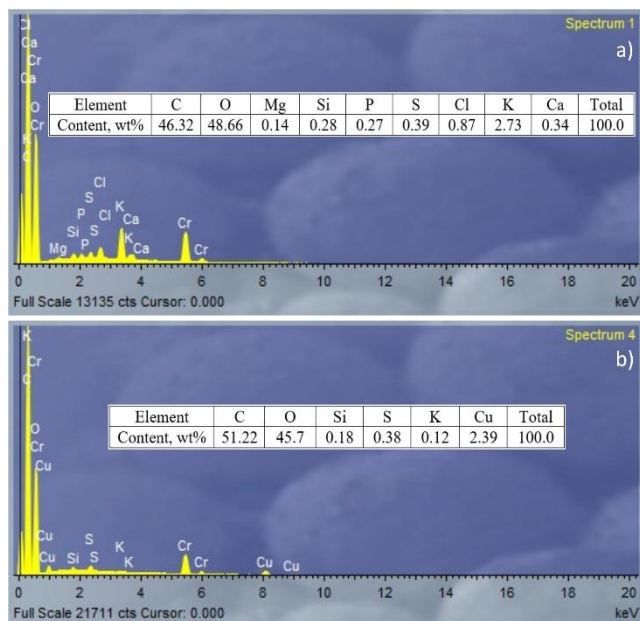 Cl
Spectrum 1
Ca
a)
Cr
Ca
Element C O Mg Si P S Cl K Ca Total
Content, wt% 46.32 48.66 0.14 0.28 0.27 0.39 0.87 2.73 0.34 100.0
O
Cr
K
C
Cl
S
P K
Si S Cl Ca Cr
Mg P K Ca Cr
0 2 4 6 8 10 12 14 16 18 20
Full Scale 13135 cts Cursor: 0.000 keV
K
Spectrum 4
b)
Cr
C
Element C O Si S K Cu Total
Content, wt% 51.22 45.7 0.18 0.38 0.12 2.39 100.0
O
Cr
Cu
Cu S K Cr
Cu Si S K Cr Cu Cu
0 2 4 6 8 10 12 14 16 18 20
Full Scale 21711 cts Cursor: 0.000 keV